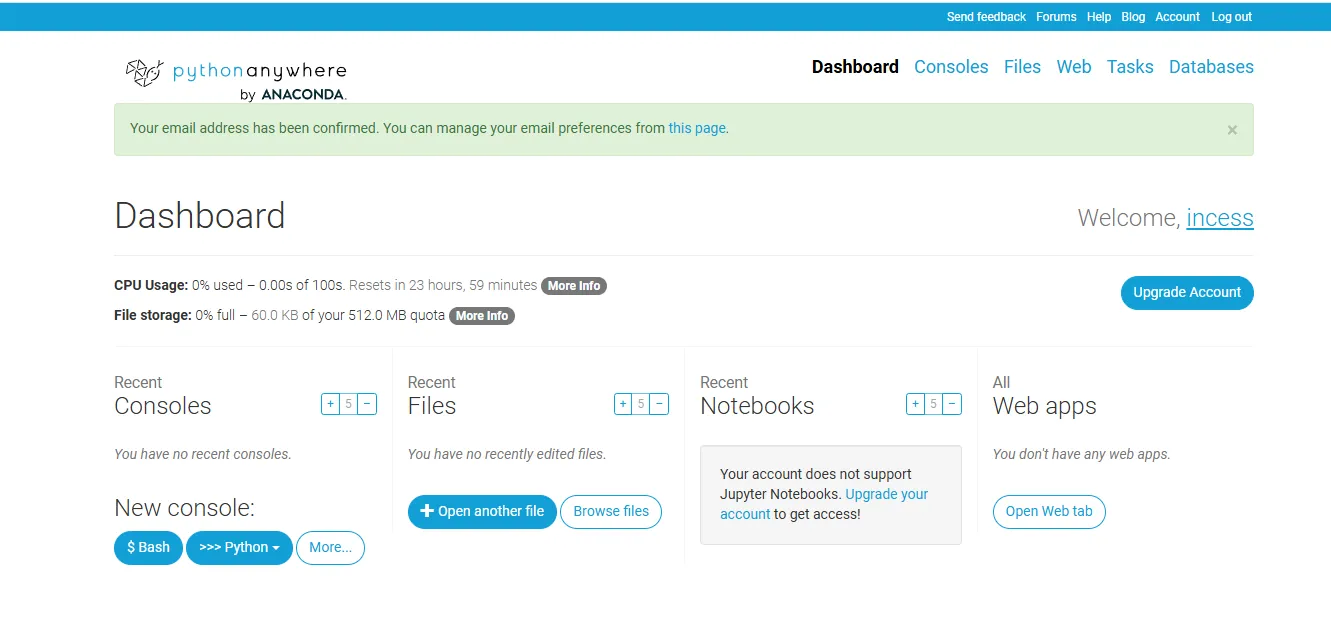 Send feedback Forums Help Blog Account Log out
pythonanywhere
by ANACONDA.
Dashboard Consoles Files Web Tasks Databases
Your email address has been confirmed. You can manage your email preferences from this page.
×
Dashboard
Welcome, incess
CPU Usage: 0% used – 0.00s of 100s. Resets in 23 hours, 59 minutes More Info
Upgrade Account
File storage: 0% full – 60.0 KB of your 512.0 MB quota More Info
Recent
Consoles
+ 5 −
You have no recent consoles.
New console:
$ Bash >>> Python More...
Recent
Files
+ 5 −
You have no recently edited files.
+ Open another file Browse files
Recent
Notebooks
+ 5 −
Your account does not support
Jupyter Notebooks. Upgrade your
account to get access!
All
Web apps
You don't have any web apps.
Open Web tab